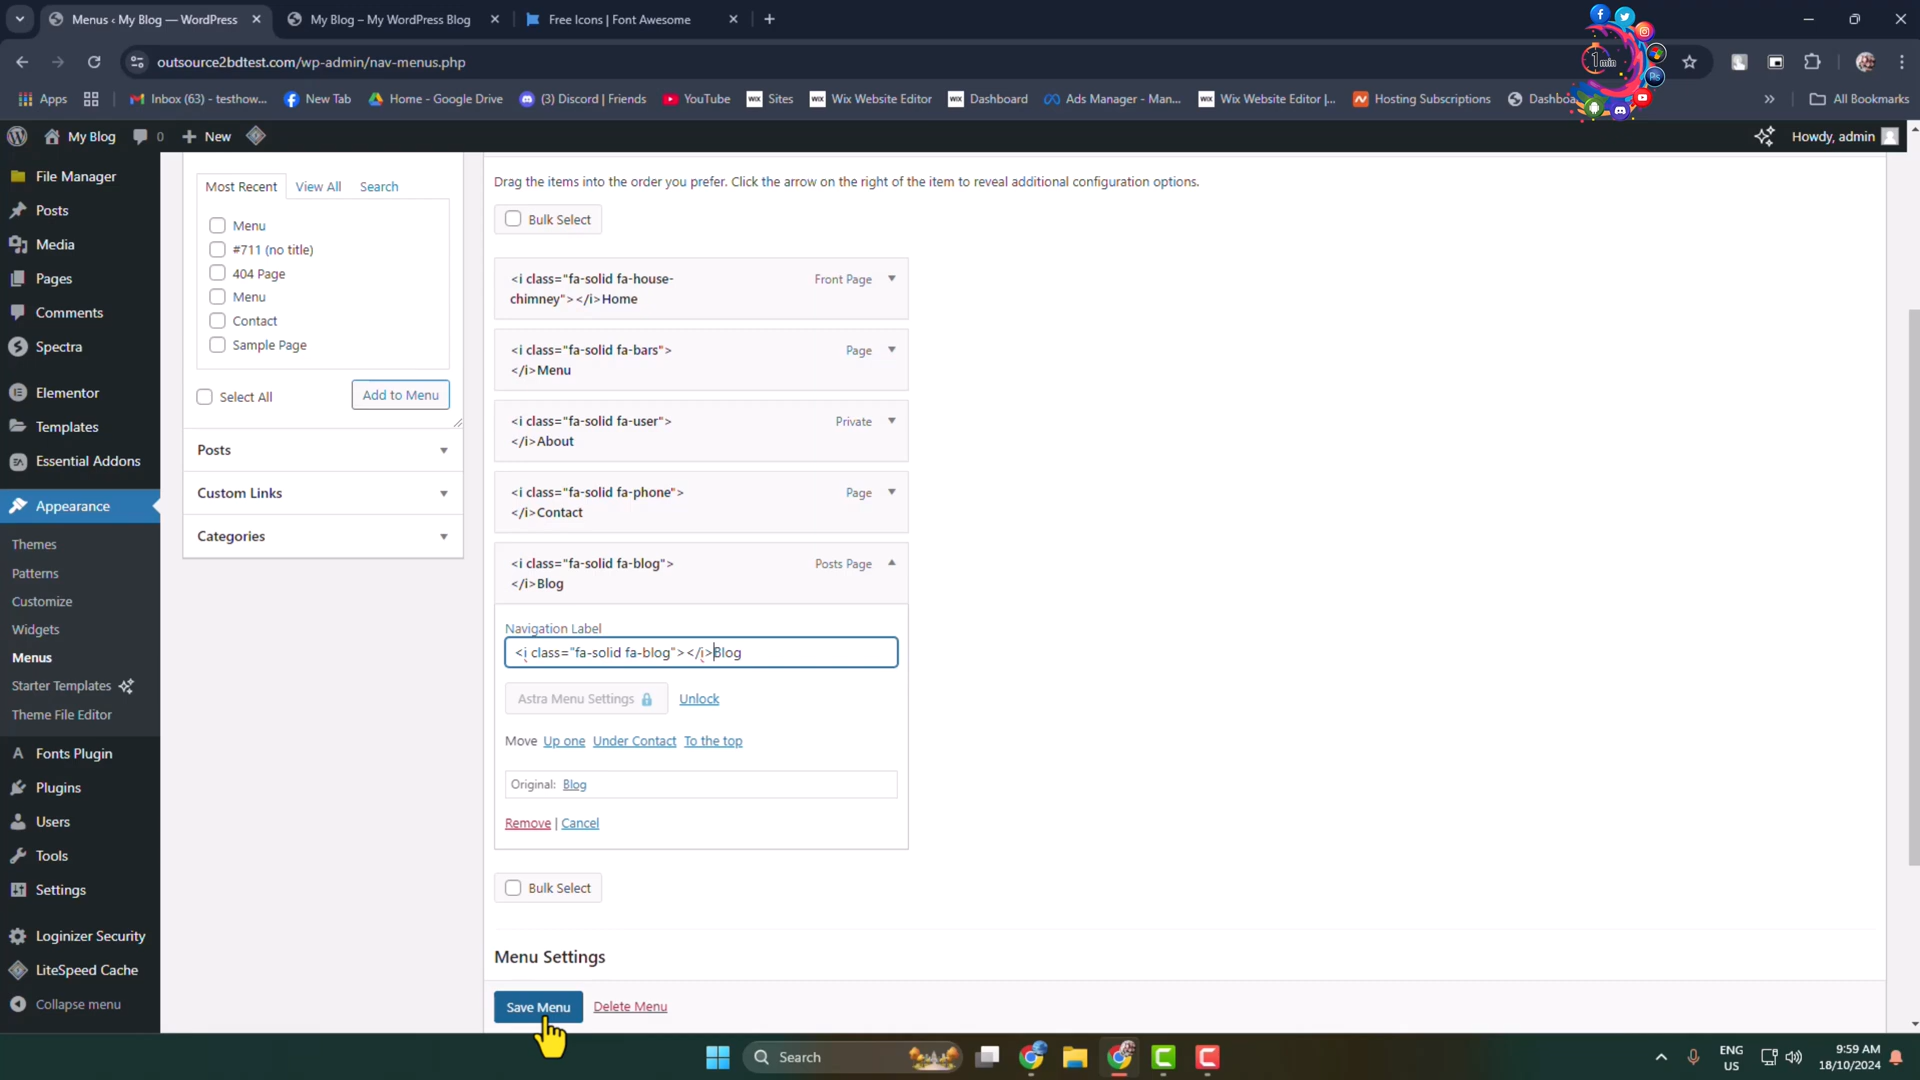 Menus ‹ My Blog — WordPress
My Blog – My WordPress Blog
Free Icons | Font Awesome
outsource2bdtest.com/wp-admin/nav-menus.php
1 min
Ps
Apps
Inbox (63) - testhow...
New Tab
Home - Google Drive
(3) Discord | Friends
YouTube
WIX Sites
WIX Wix Website Editor
WIX Dashboard
Ads Manager - Man...
WIX Wix Website Editor |...
Hosting Subscriptions
Dashboa
All Bookmarks
My Blog
0
New
Howdy, admin
File Manager
Posts
Media
Pages
Comments
Spectra
Elementor
Templates
Essential Addons
Appearance
Themes
Patterns
Customize
Widgets
Menus
Starter Templates
Theme File Editor
Fonts Plugin
Plugins
Users
Tools
Settings
Loginizer Security
LiteSpeed Cache
Collapse menu
Most Recent
View All
Search
Menu
#711 (no title)
404 Page
Menu
Contact
Sample Page
Select All
Add to Menu
Posts
Custom Links
Categories
Drag the items into the order you prefer. Click the arrow on the right of the item to reveal additional configuration options.
Bulk Select
<i class="fa-solid fa-house-
chimney"></i>Home
Front Page
<i class="fa-solid fa-bars">
</i>Menu
Page
<i class="fa-solid fa-user">
</i>About
Private
<i class="fa-solid fa-phone">
</i>Contact
Page
<i class="fa-solid fa-blog">
</i>Blog
Posts Page
Navigation Label
<i class="fa-solid fa-blog"></i>Blog
Astra Menu Settings
Unlock
Move Up one Under Contact To the top
Original: Blog
Remove | Cancel
Bulk Select
Menu Settings
Save Menu
Delete Menu
Search
ENG
US
9:59 AM
18/10/2024